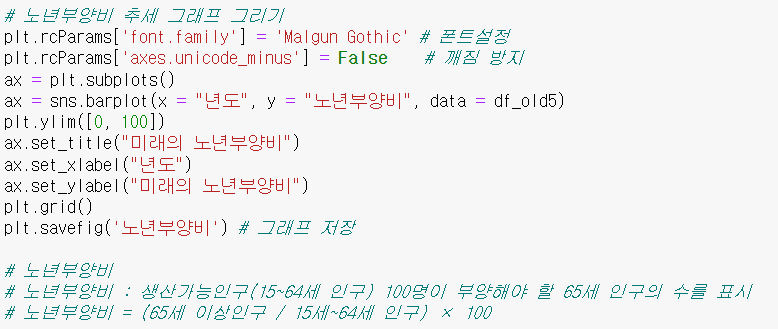 # 노년부양비 추세 그래프 그리기
plt.rcParams['font.family'] = 'Malgun Gothic' # 폰트설정
plt.rcParams['axes.unicode_minus'] = False # 깨짐 방지
ax = plt.subplots()
ax = sns.barplot(x = "년도", y = "노년부양비", data = df_old5)
plt.ylim([0, 100])
ax.set_title("미래의 노년부양비")
ax.set_xlabel("년도")
ax.set_ylabel("미래의 노년부양비")
plt.grid()
plt.savefig('노년부양비') # 그래프 저장
# 노년부양비
# 노년부양비 : 생산가능인구(15~64세 인구) 100명이 부양해야 할 65세 인구의 수를 표시
# 노년부양비 = (65세 이상인구 / 15세~64세 인구) × 100